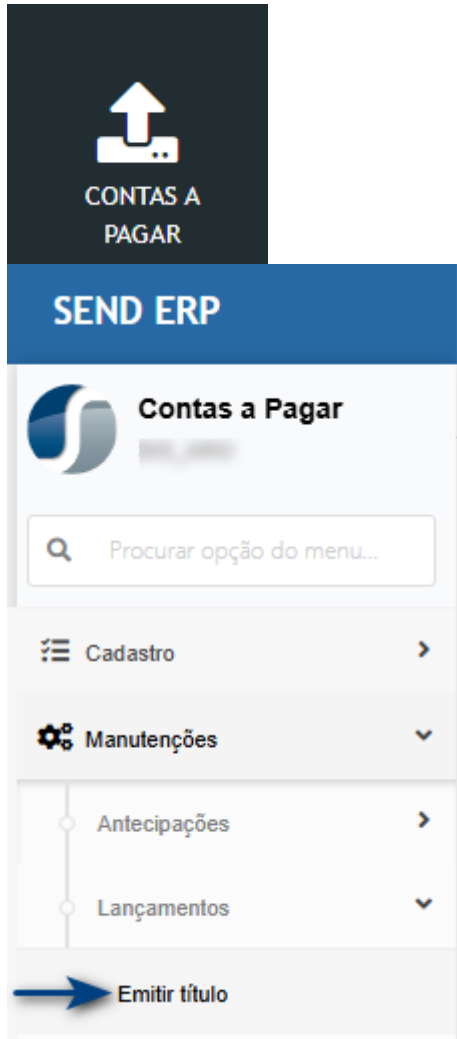 CONTAS A
PAGAR
SEND ERP
Contas a Pagar
Procurar opção do menu...
Cadastro
Manutenções
Antecipações
Lançamentos
Emitir título